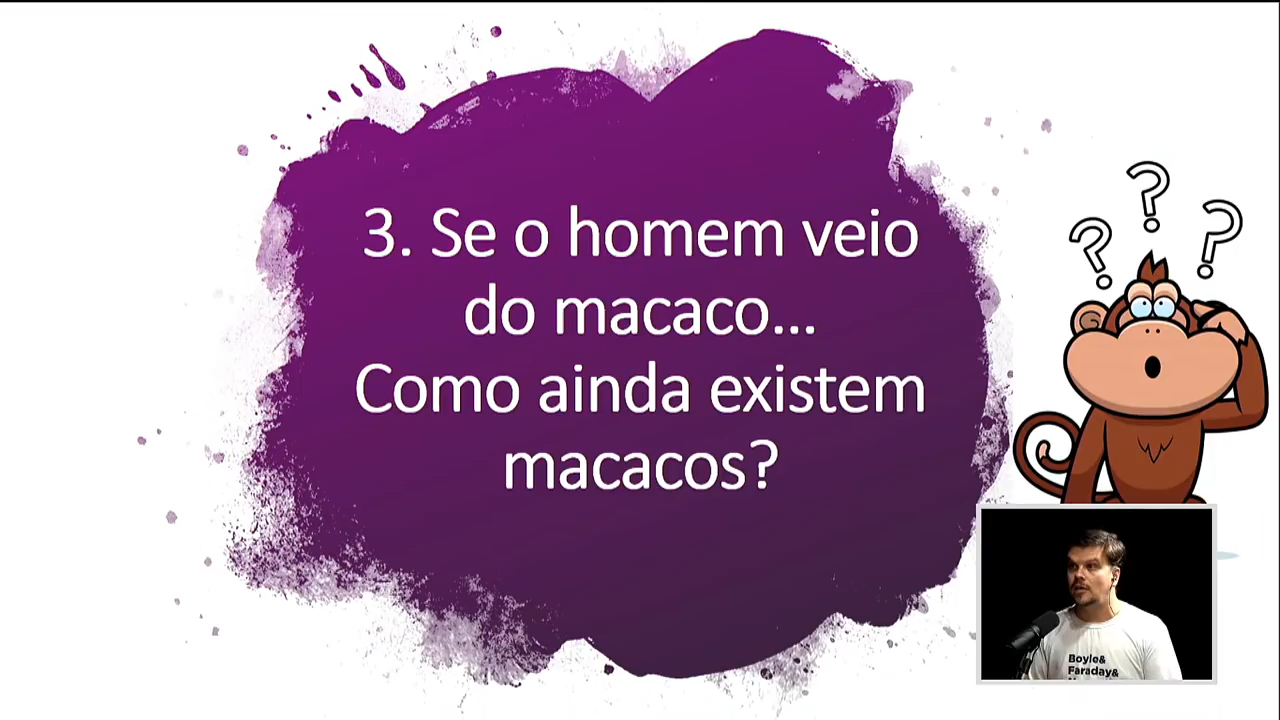 3. Se o homem veio
do macaco...
Como ainda existem
macacos?
Boyle&
Faraday&